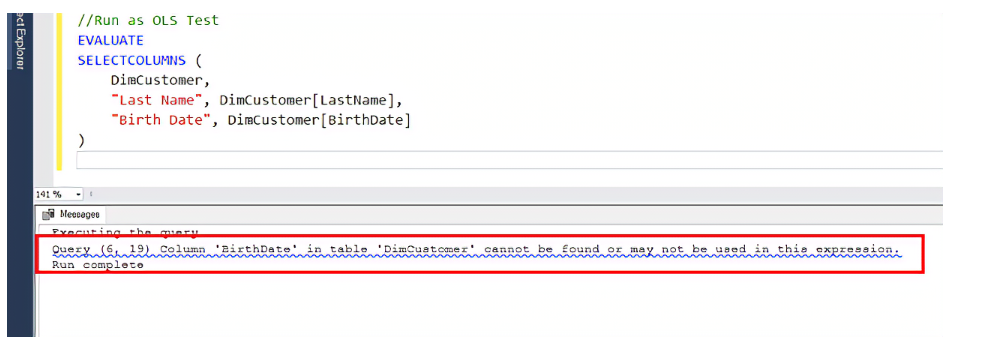 ct Explorer
//Run as OLS Test
EVALUATE
SELECTCOLUMNS (
DimCustomer,
"Last Name", DimCustomer[LastName],
"Birth Date", DimCustomer[BirthDate]
)
141 %
Messages
Executing the query
Query (6, 19) Column 'BirthDate' in table 'DimCustomer' cannot be found or may not be used in this expression.
Run complete